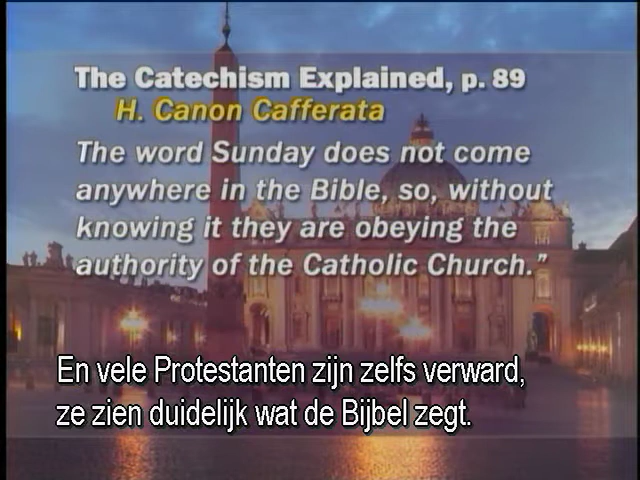 The Catechism Explained, p. 89
H. Canon Cafferata
The word Sunday does not come
anywhere in the Bible, so, without
knowing it they are obeying the
authority of the Catholic Church."
En vele Protestanten zijn zelfs verward,
ze zien duidelijk wat de Bijbel zegt.